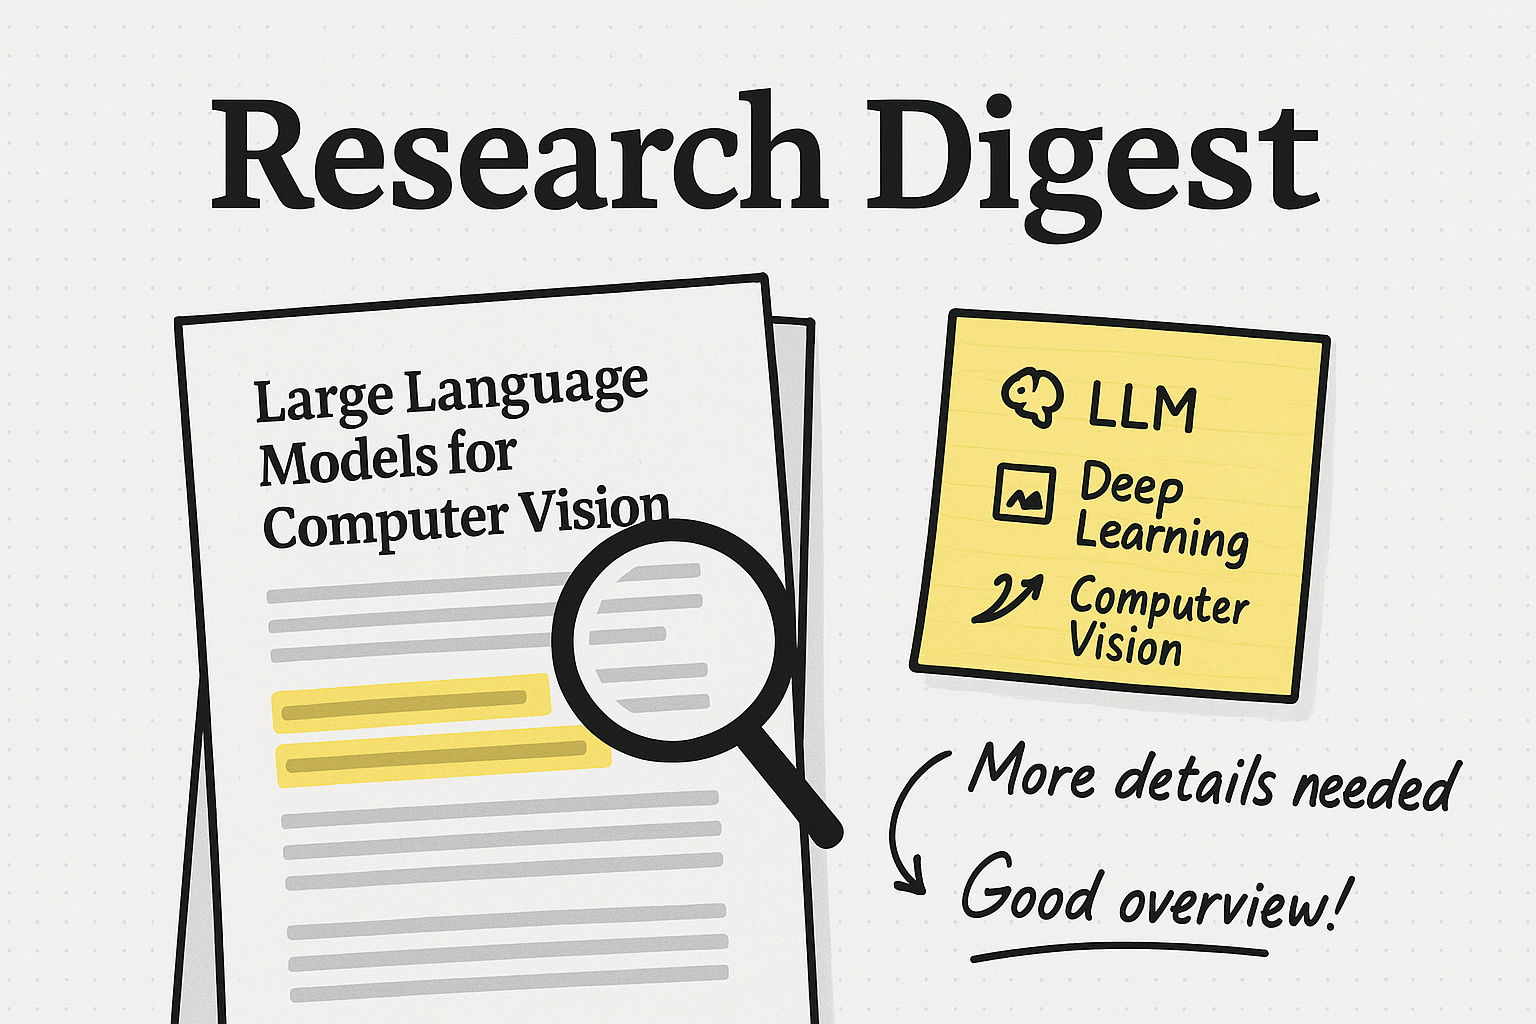 Research Digest
Large Language
Models for
Computer Vision
LLM
Deep
Learning
Computer
Vision
More details needed
Good overview!